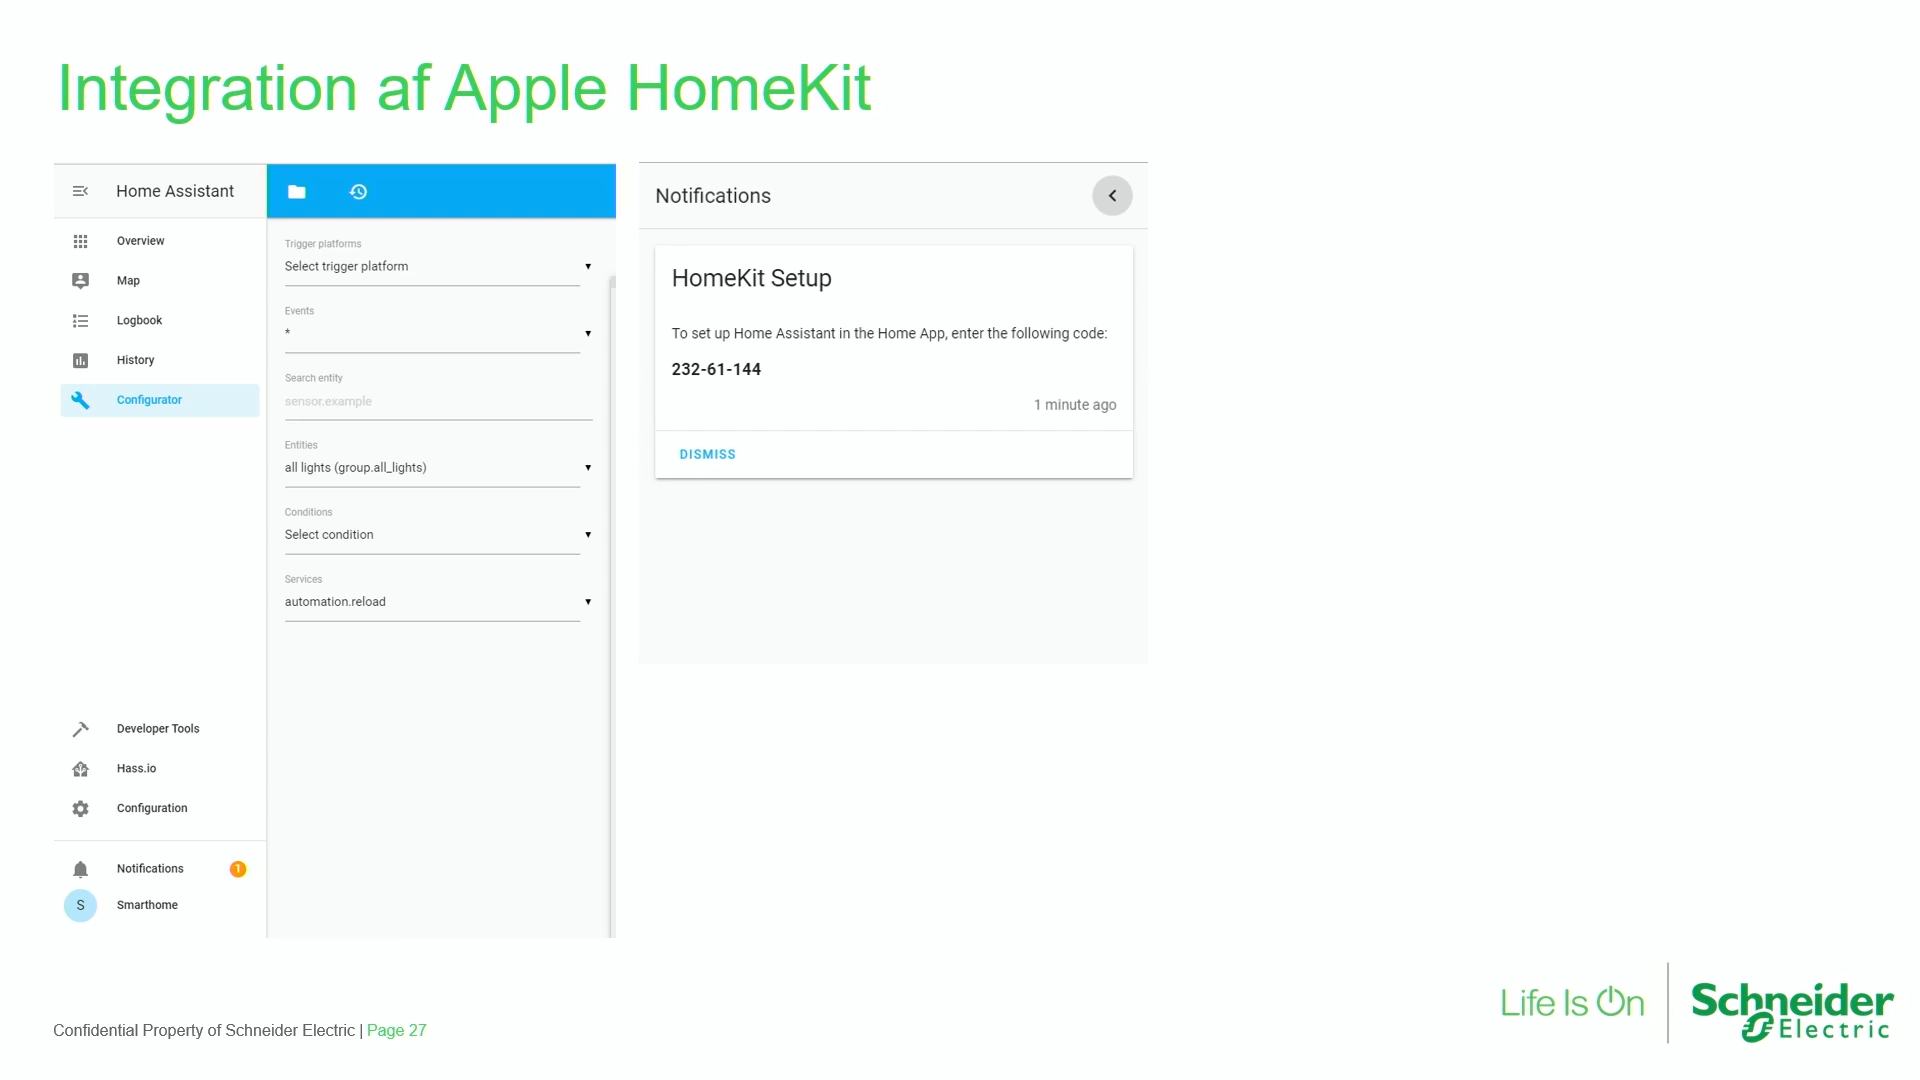 Integration af Apple HomeKit
Home Assistant
Overview
Map
Logbook
History
Configurator
Developer Tools
Hass.io
Configuration
Notifications
1
S
Smarthome
Trigger platforms
Select trigger platform
Events
*
Search entity
sensor.example
Entities
all lights (group.all_lights)
Conditions
Select condition
Services
automation.reload
Notifications
HomeKit Setup
To set up Home Assistant in the Home App, enter the following code:
232-61-144
1 minute ago
DISMISS
Confidential Property of Schneider Electric | Page 27
Life Is On
Schneider
Electric